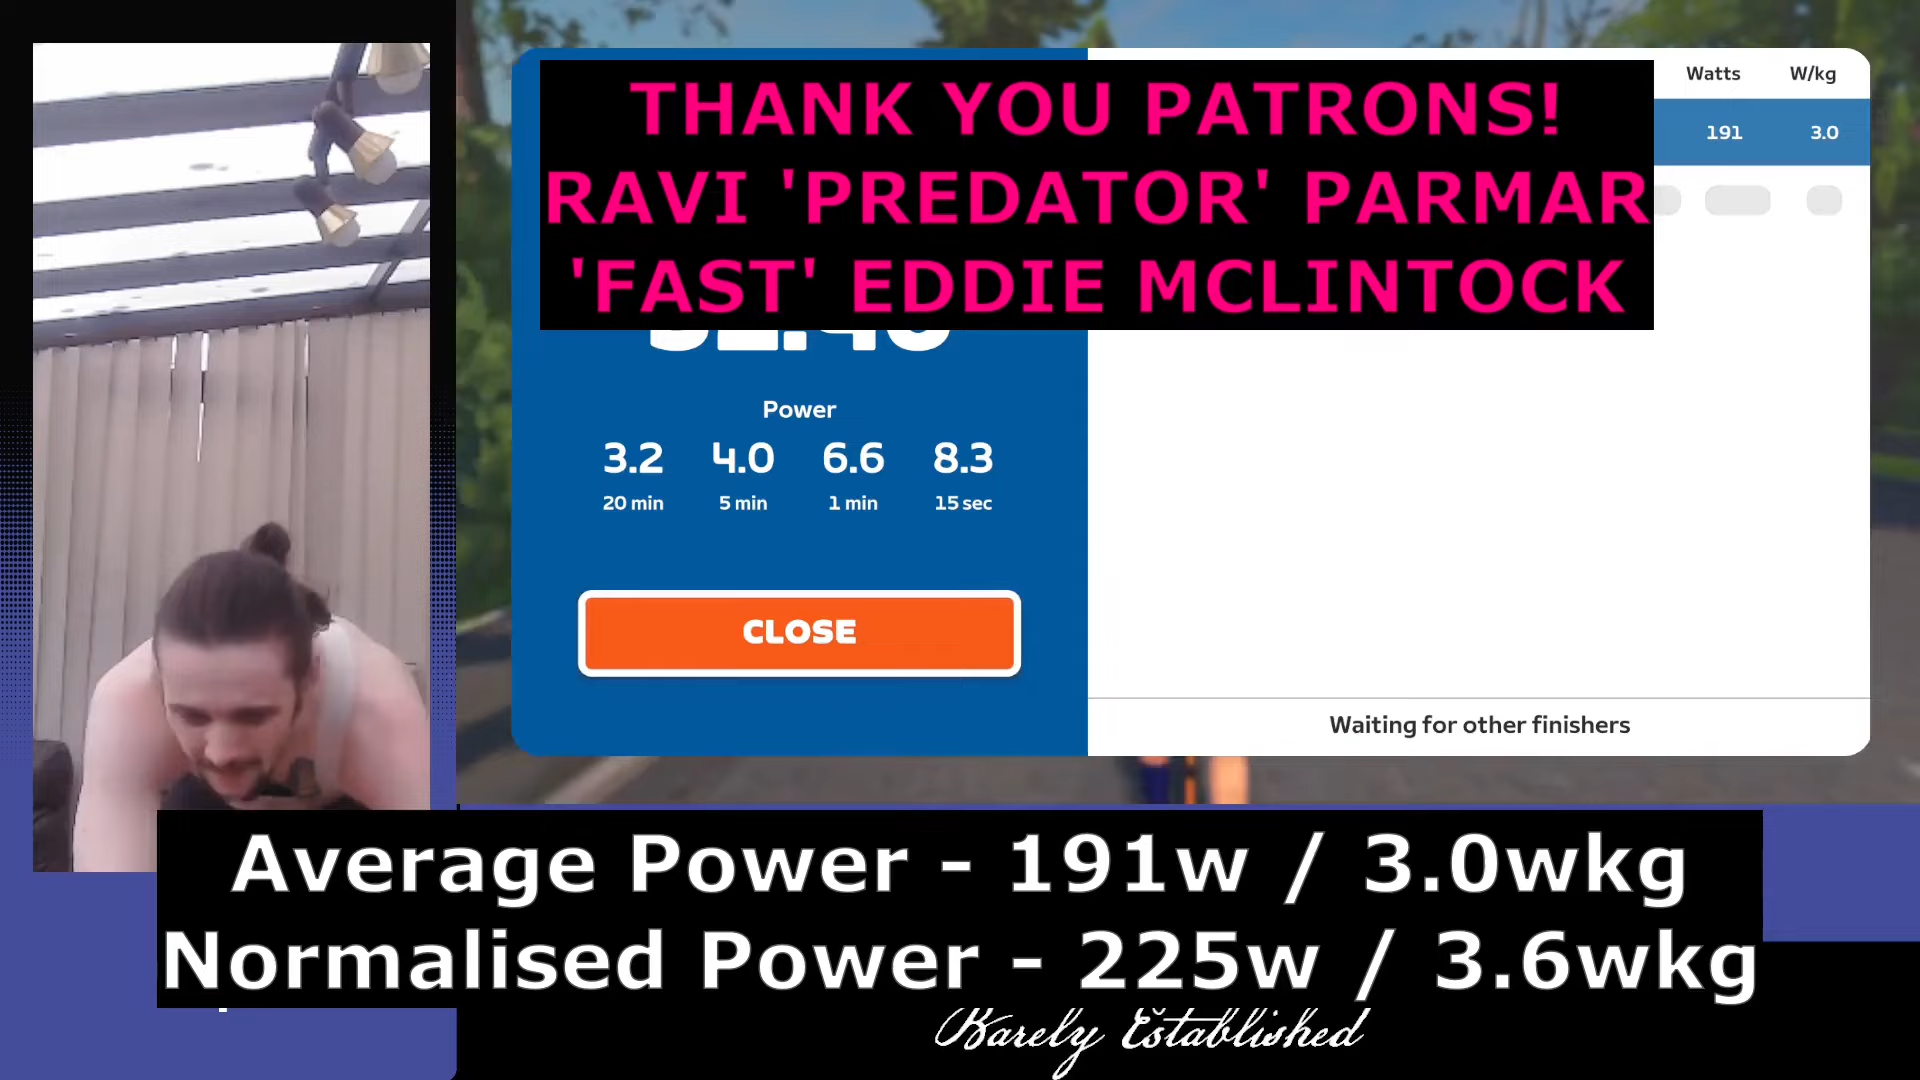 THANK YOU PATRONS!
RAVI 'PREDATOR' PARMAR
'FAST' EDDIE MCLINTOCK
Watts W/kg
191 3.0
Power
3.2 4.0 6.6 8.3
20 min 5 min 1 min 15 sec
CLOSE
Waiting for other finishers
Average Power - 191w / 3.0wkg
Normalised Power - 225w / 3.6wkg
Barely Established